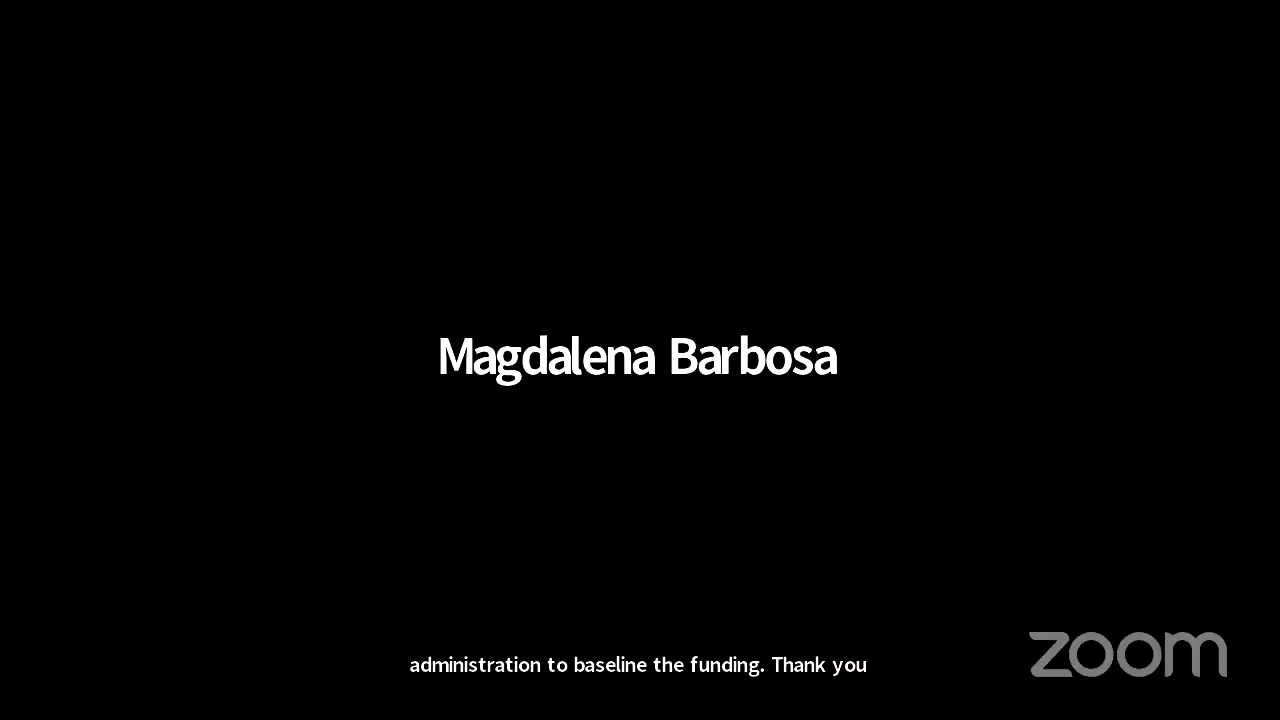 Magdalena Barbosa
administration to baseline the funding. Thank you
zoom